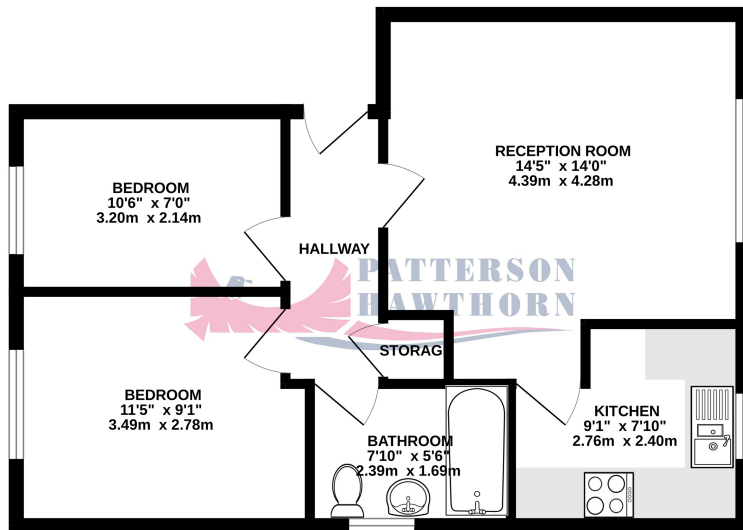 RECEPTION ROOM
14'5" x 14'0"
4.39m x 4.28m
BEDROOM
10'6" x 7'0"
3.20m x 2.14m
HALLWAY
PATTERSON
HAWTHORN
STORAG
BEDROOM
11'5" x 9'1"
3.49m x 2.78m
BATHROOM
7'10" x 5'6"
2.39m x 1.69m
KITCHEN
9'1" x 7'10"
2.76m x 2.40m